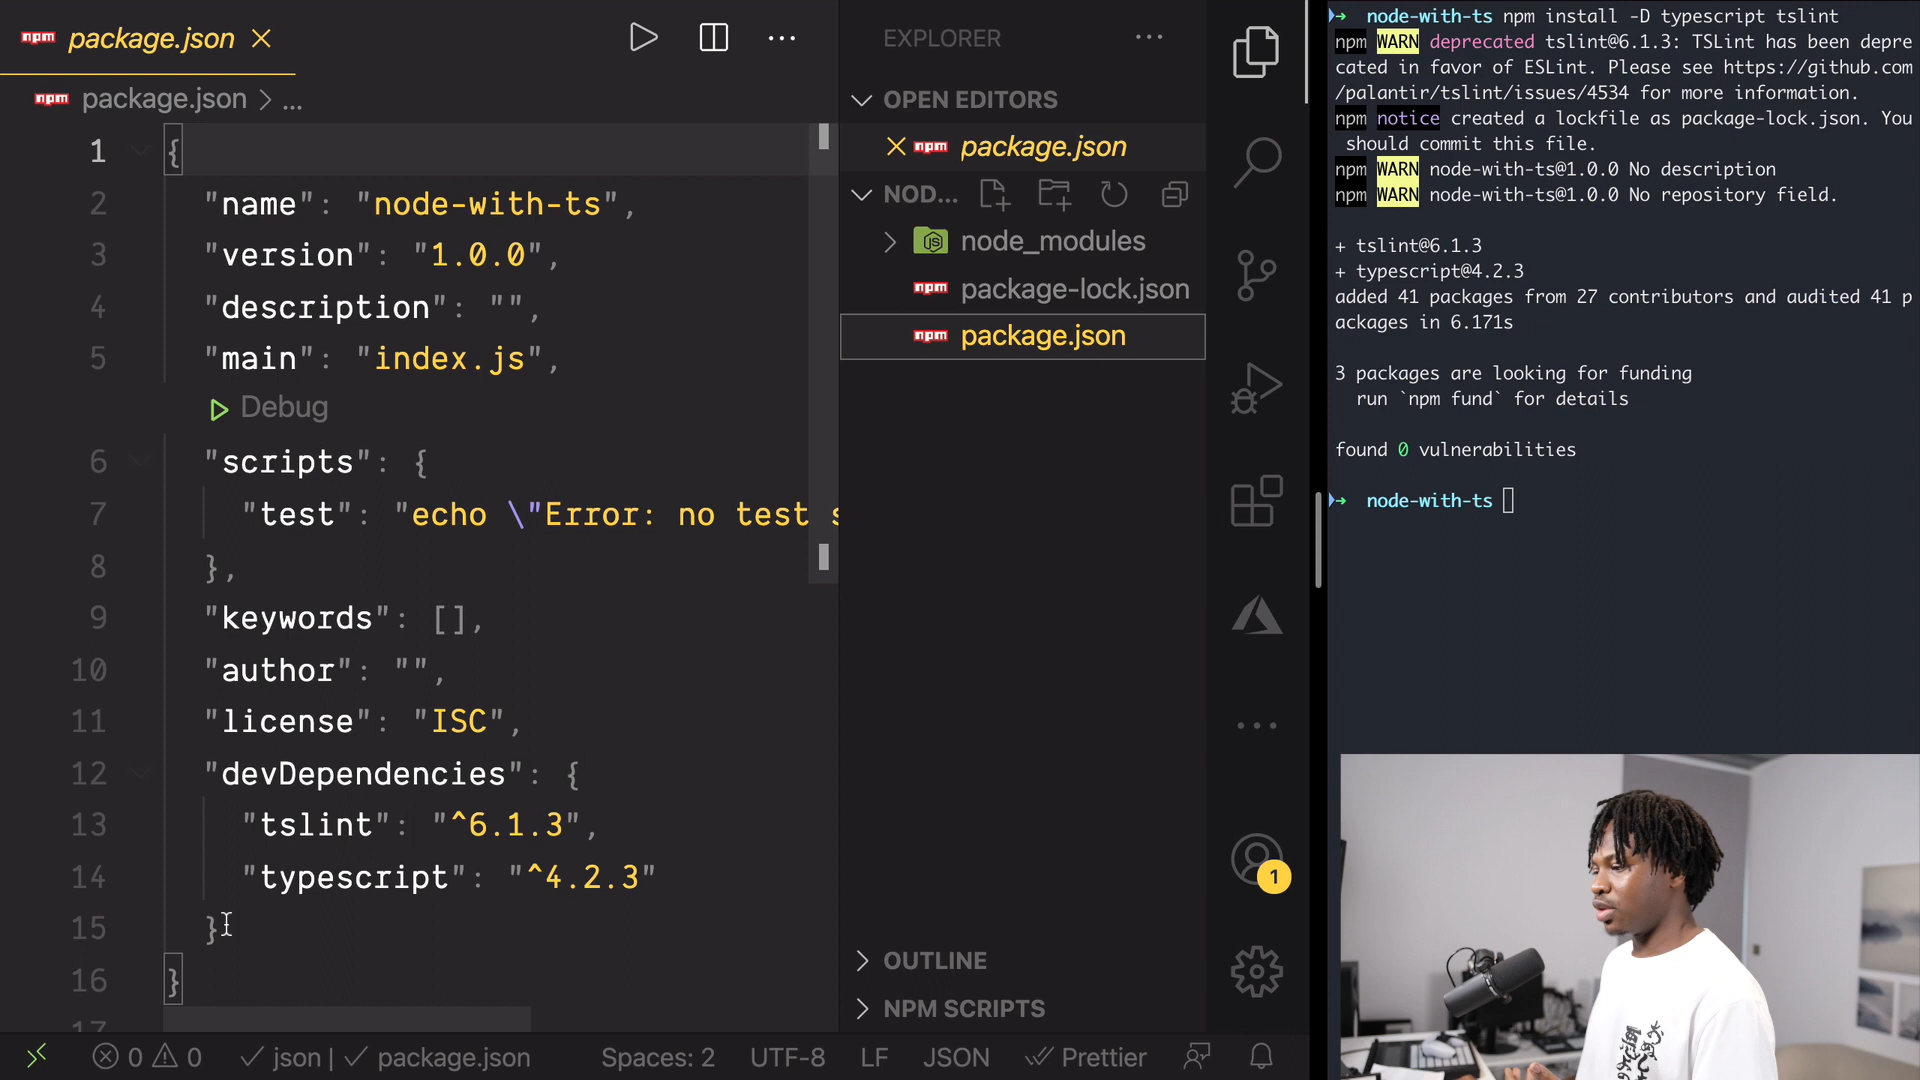 npm package.json
npm package.json > ...
1 {
2 "name": "node-with-ts",
3 "version": "1.0.0",
4 "description": "",
5 "main": "index.js",
Debug
6 "scripts": {
7 "test": "echo \"Error: no test s
8 },
9 "keywords": [],
10 "author": "",
11 "license": "ISC",
12 "devDependencies": {
13 "tslint": "^6.1.3",
14 "typescript": "^4.2.3"
15 }
16 }
17
EXPLORER
OPEN EDITORS
npm package.json
NOD...
JS node_modules
npm package-lock.json
npm package.json
OUTLINE
NPM SCRIPTS
1
0 0 json | package.json Spaces: 2 UTF-8 LF JSON Prettier
node-with-ts npm install -D typescript tslint
npm WARN deprecated tslint@6.1.3: TSLint has been depre
cated in favor of ESLint. Please see https://github.com
/palantir/tslint/issues/4534 for more information.
npm notice created a lockfile as package-lock.json. You
should commit this file.
npm WARN node-with-ts@1.0.0 No description
npm WARN node-with-ts@1.0.0 No repository field.
+ tslint@6.1.3
+ typescript@4.2.3
added 41 packages from 27 contributors and audited 41 p
ackages in 6.171s
3 packages are looking for funding
run `npm fund` for details
found 0 vulnerabilities
node-with-ts